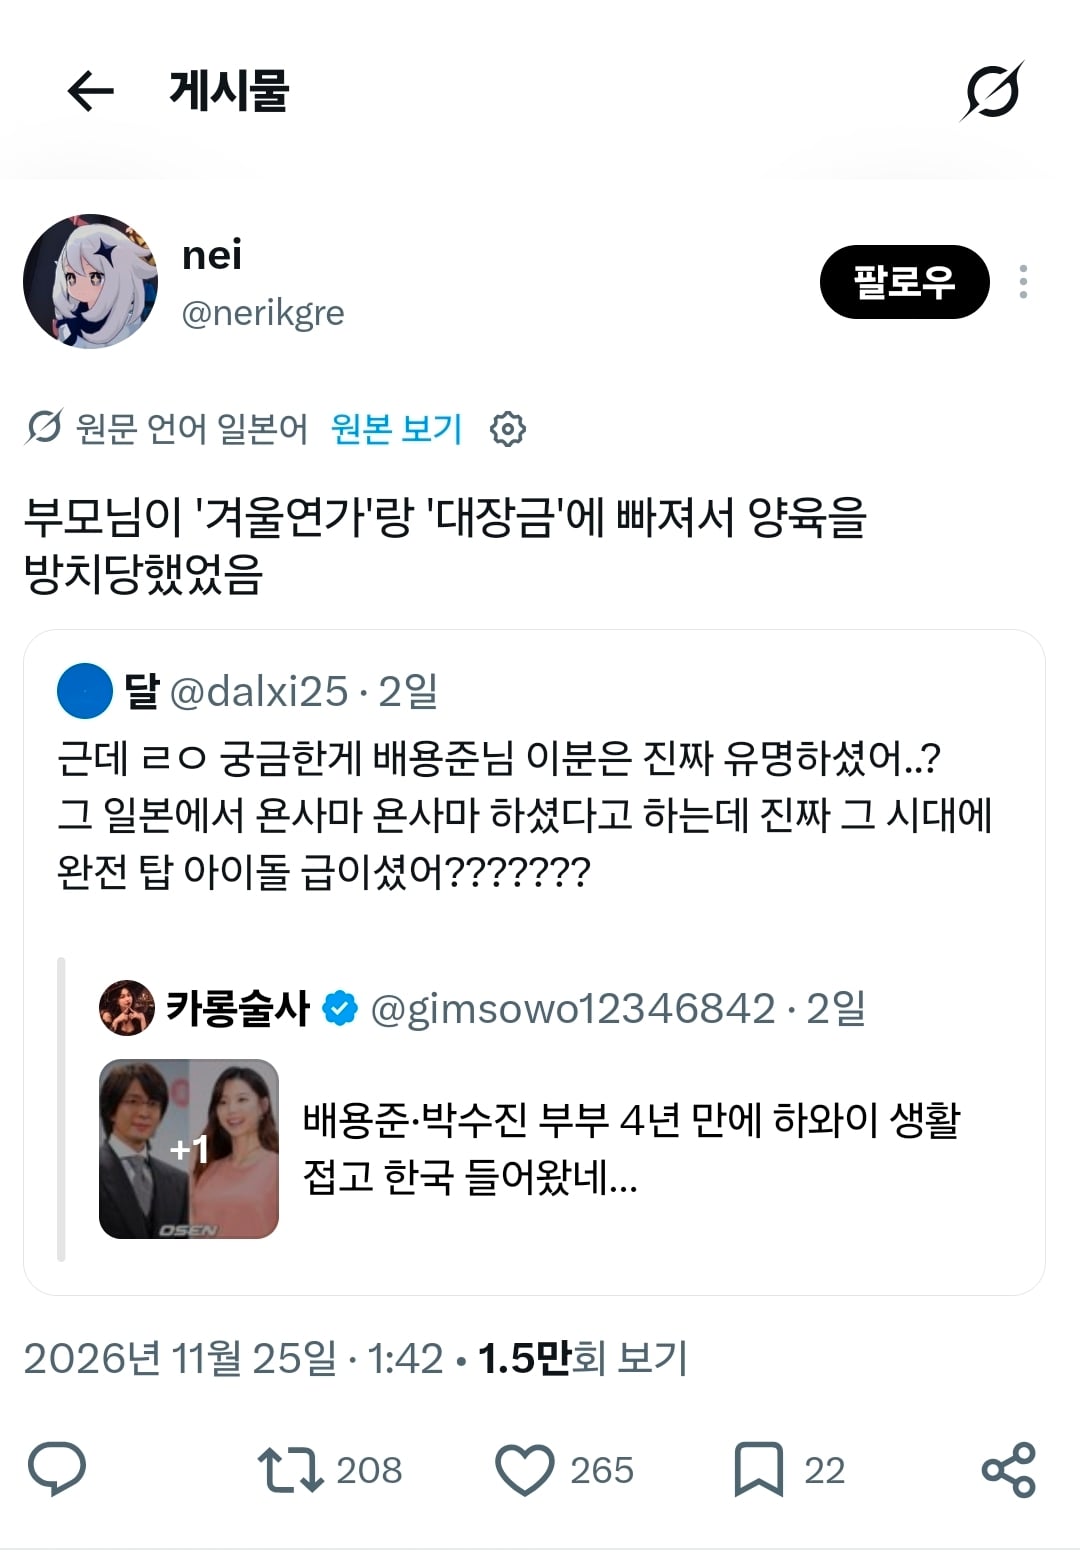 게시물
nei
@nerikgre
팔로우
원문 언어 일본어 원본 보기
부모님이 '겨울연가'랑 '대장금'에 빠져서 양육을
방치당했었음
달 @dalxi25 · 2일
근데 ㄹㅇ 궁금한게 배용준님 이분은 진짜 유명하셨어..?
그 일본에서 욘사마 욘사마 하셨다고 하는데 진짜 그 시대에
완전 탑 아이돌 급이셨어???????
카롱술사 @gimsowo12346842 · 2일
+1
OSEN
배용준·박수진 부부 4년 만에 하와이 생활
접고 한국 들어왔네...
2026년 11월 25일 · 1:42 • 1.5만회 보기
208 265 22